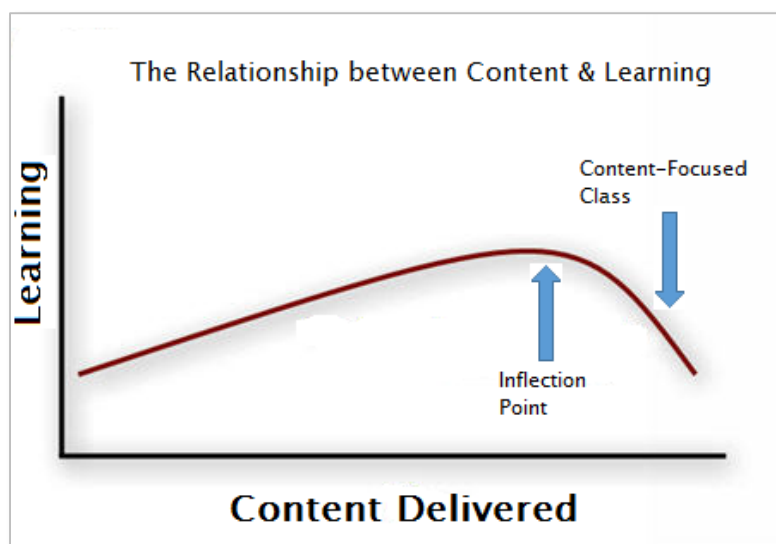 The Relationship between Content & Learning
Learning
Content-Focused
Class
Inflection
Point
Content Delivered